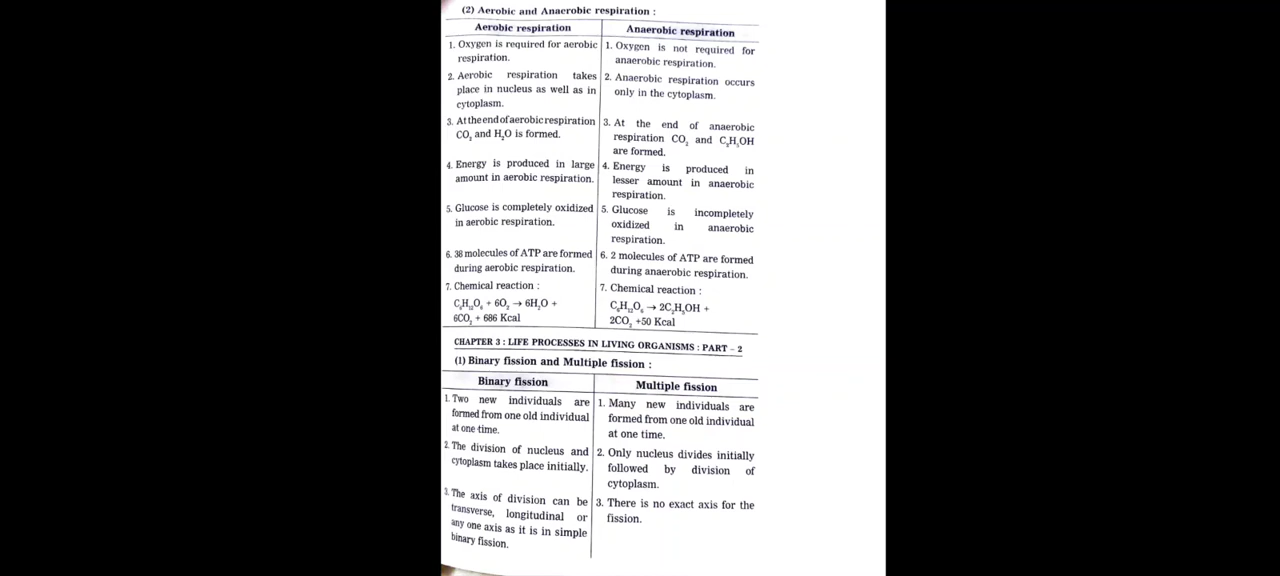 (2) Aerobic and Anaerobic respiration :
Aerobic respiration
1. Oxygen is required for aerobic
respiration.
2. Aerobic respiration takes
place in nucleus as well as in
cytoplasm.
3. At the end of aerobic respiration
CO₂ and H₂O is formed.
4. Energy is produced in large
amount in aerobic respiration.
5. Glucose is completely oxidized
in aerobic respiration.
6. 38 molecules of ATP are formed
during aerobic respiration.
7. Chemical reaction :
C₆H₁₂O₆ + 6O₂ → 6H₂O +
6CO₂ + 686 Kcal
Anaerobic respiration
1. Oxygen is not required for
anaerobic respiration.
2. Anaerobic respiration occurs
only in the cytoplasm.
3. At the end of anaerobic
respiration CO₂ and C₂H₅OH
are formed.
4. Energy is produced in
lesser amount in anaerobic
respiration.
5. Glucose is incompletely
oxidized in anaerobic
respiration.
6. 2 molecules of ATP are formed
during anaerobic respiration.
7. Chemical reaction :
C₆H₁₂O₆ → 2C₂H₅OH +
2CO₂ +50 Kcal
CHAPTER 3 : LIFE PROCESSES IN LIVING ORGANISMS : PART – 2
(1) Binary fission and Multiple fission :
Binary fission
1. Two new individuals are
formed from one old individual
at one time.
2. The division of nucleus and
cytoplasm takes place initially.
3. The axis of division can be
transverse, longitudinal or
any one axis as it is in simple
binary fission.
Multiple fission
1. Many new individuals are
formed from one old individual
at one time.
2. Only nucleus divides initially
followed by division of
cytoplasm.
3. There is no exact axis for the
fission.